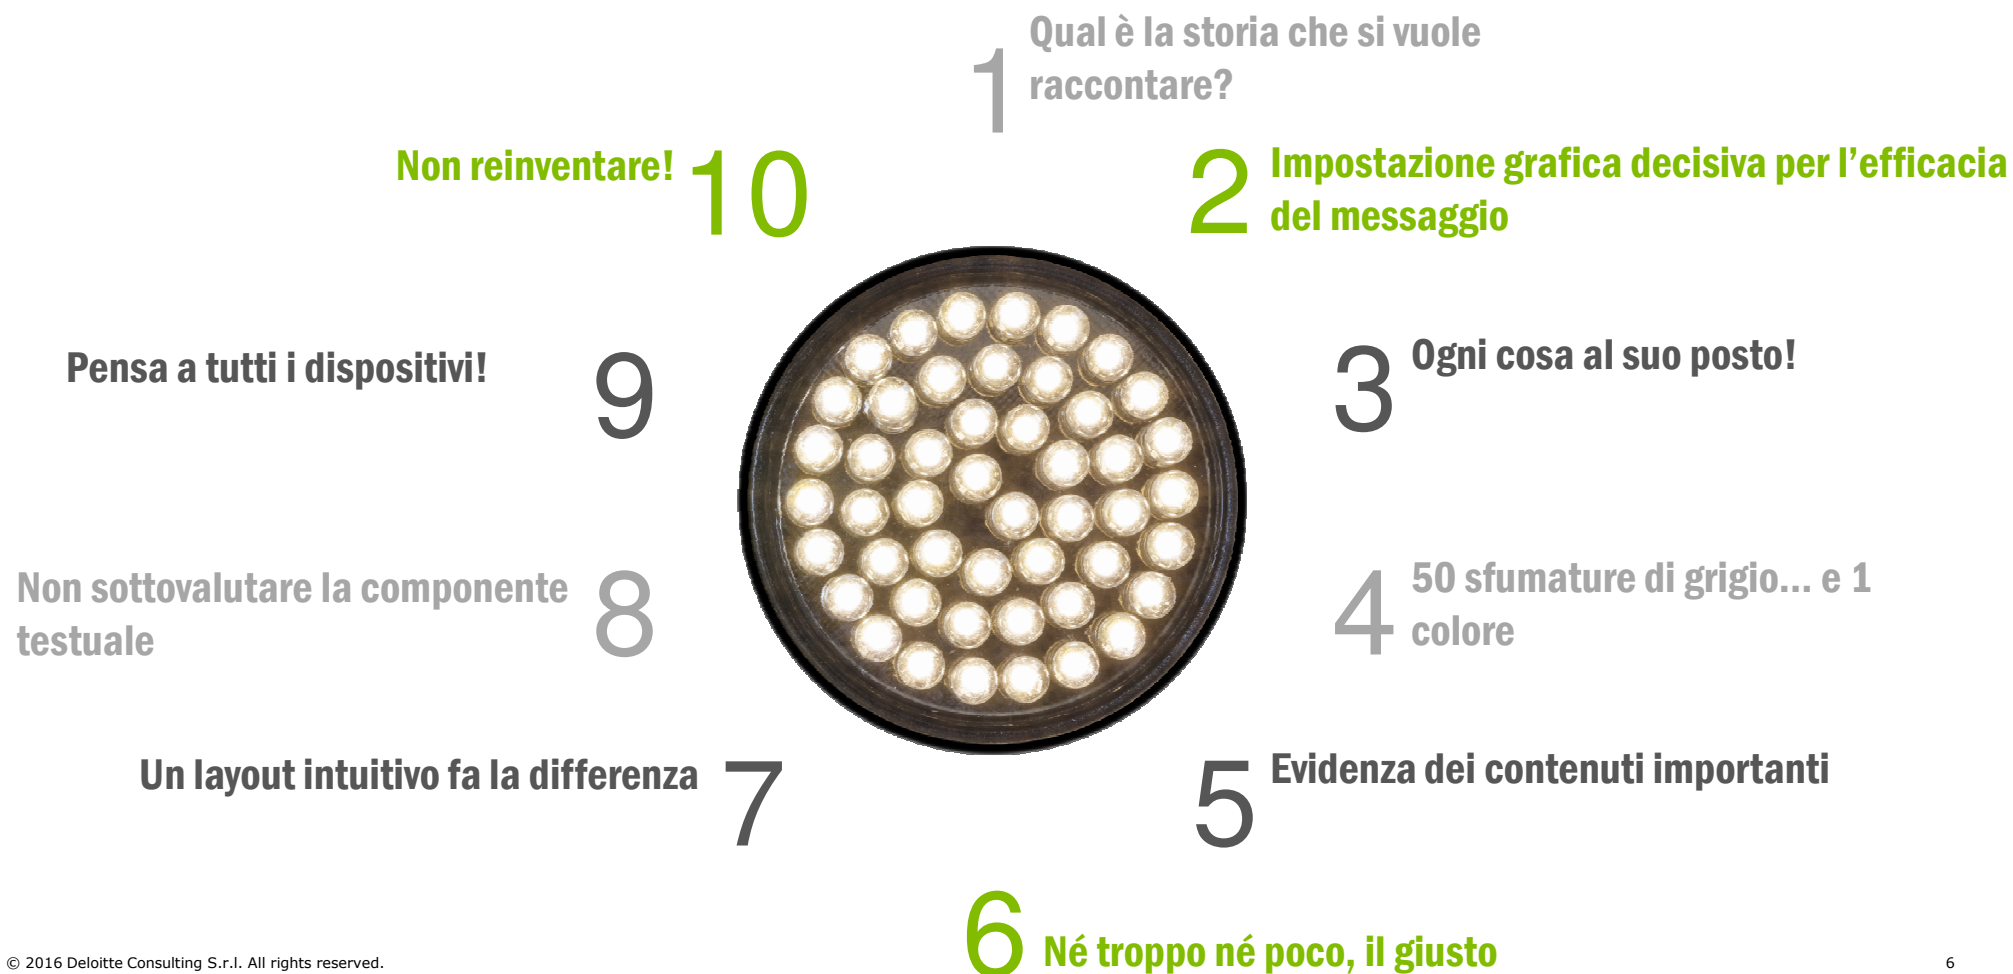 1
Qual è la storia che si vuole
raccontare?
2
Impostazione grafica decisiva per l’efficacia
del messaggio
3
Ogni cosa al suo posto!
4
50 sfumature di grigio... e 1
colore
5
Evidenza dei contenuti importanti
6
Né troppo né poco, il giusto
7
Un layout intuitivo fa la differenza
8
Non sottovalutare la componente
testuale
9
Pensa a tutti i dispositivi!
10
Non reinventare!
© 2016 Deloitte Consulting S.r.l. All rights reserved.
6